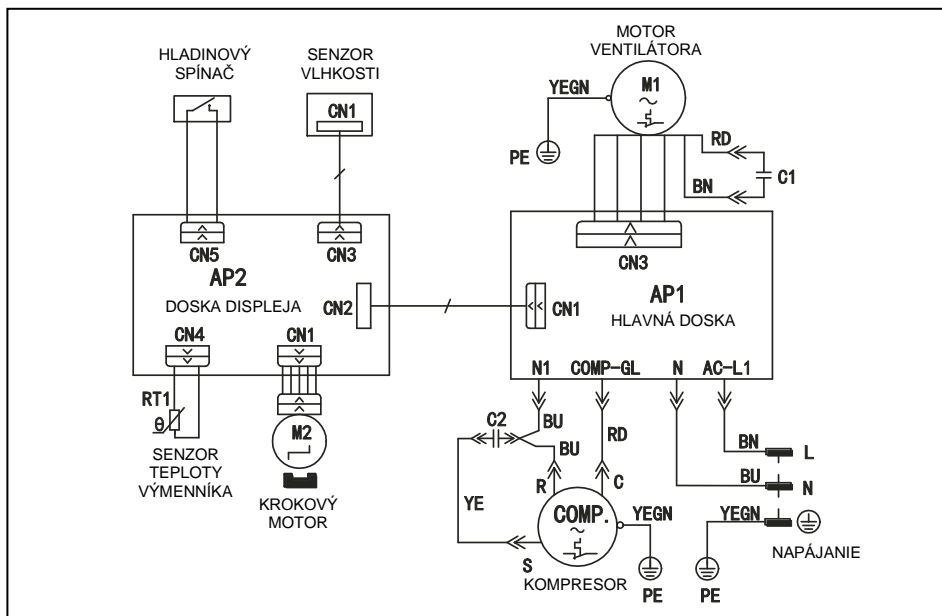 HLADINOVÝ
SPÍNAČ
SENZOR
VLHKOSTI
CN1
MOTOR
VENTILÁTORA
M1
YEGN
PE
RD
BN
C1
CN5
CN3
AP2
DOSKA DISPLEJA
CN2
CN4
CN1
CN3
CN1
AP1
HLAVNÁ DOSKA
N1
COMP-GL
N
AC-L1
RT1
θ
SENZOR
TEPLOTY
VÝMENNÍKA
M2
KROKOVÝ
MOTOR
C2
BU
BU
RD
YE
R
C
S
COMP.
KOMPRESOR
YEGN
PE
BN
L
BU
N
YEGN
PE
NAPÁJANIE